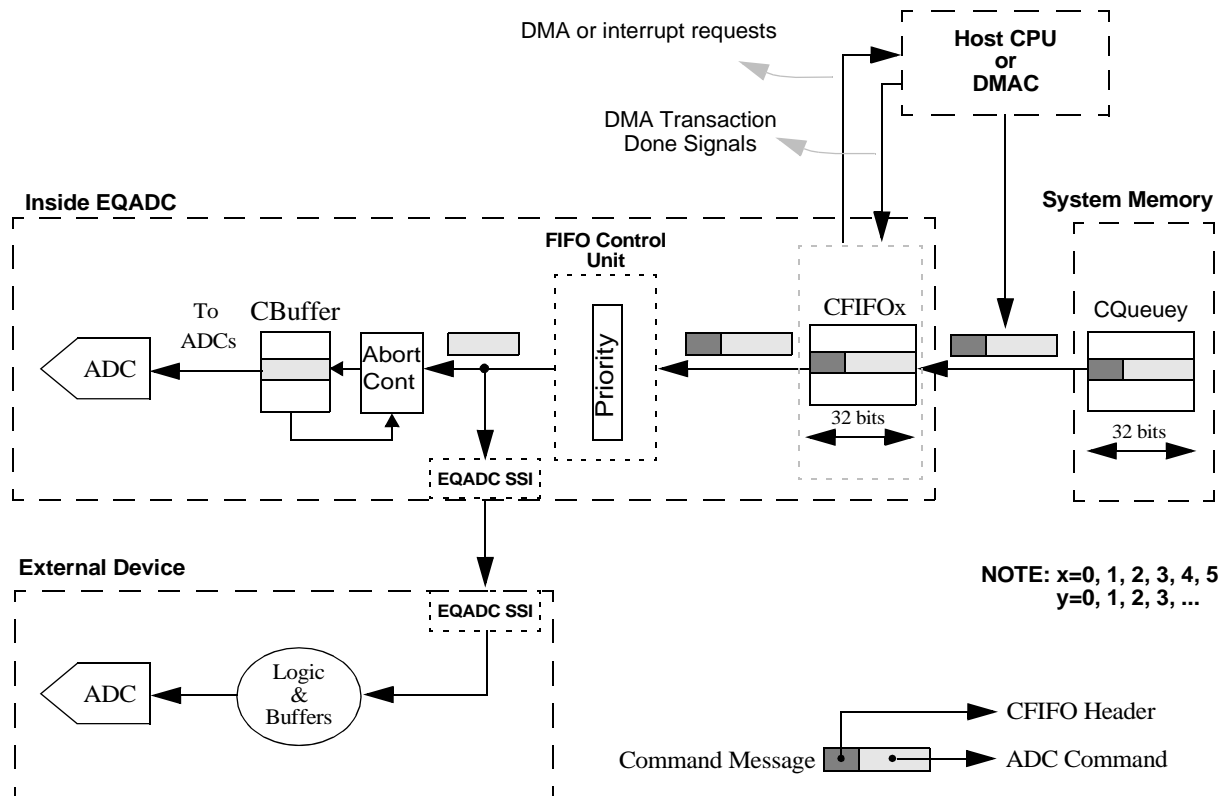 DMA or interrupt requests
Host CPU
or
DMAC
DMA Transaction
Done Signals
Inside EQADC
System Memory
FIFO Control
Unit
To
ADCs
CBuffer
CFIFOx
CQueuey
ADC
Abort
Cont
Priority
32 bits
32 bits
EQADC SSI
External Device
NOTE: x=0, 1, 2, 3, 4, 5
y=0, 1, 2, 3, ...
EQADC SSI
ADC
Logic
&
Buffers
CFIFO Header
Command Message
ADC Command